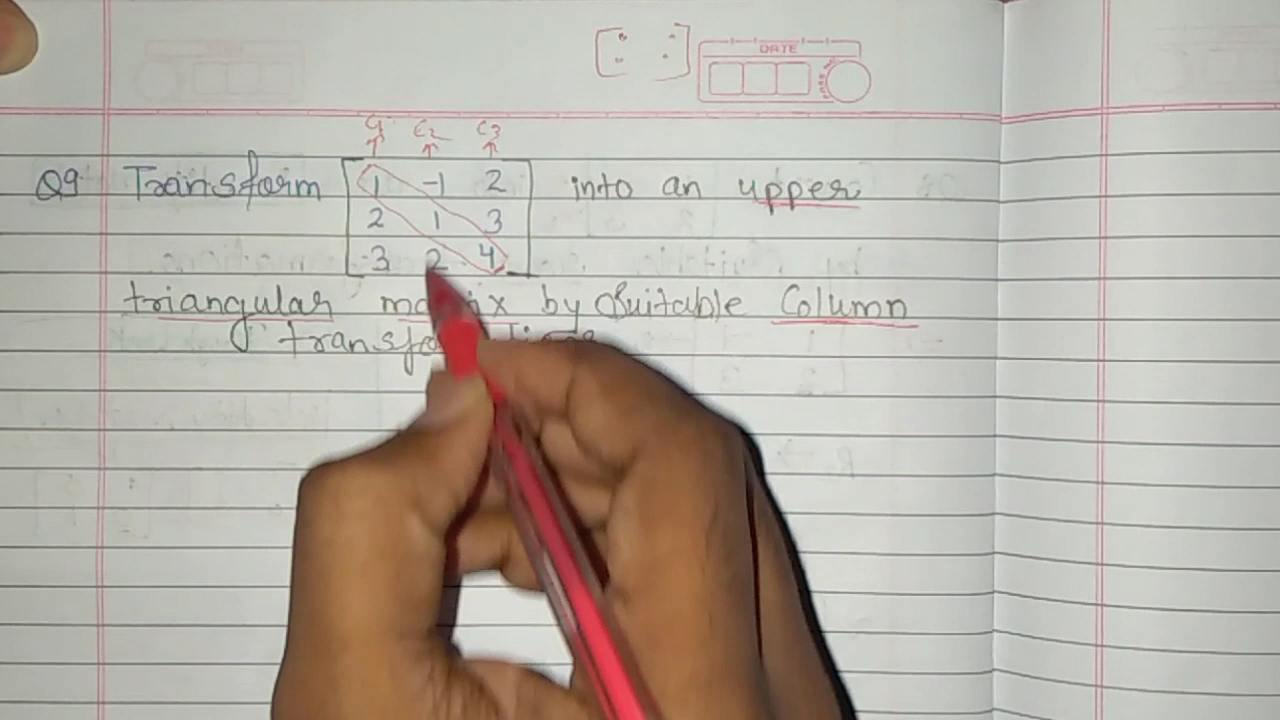 DATE
C1 C2 C3
Q9 Transform [1 -1 2 into an upper
2 1 3
3 2 4]
triangular matrix by Suitable Column